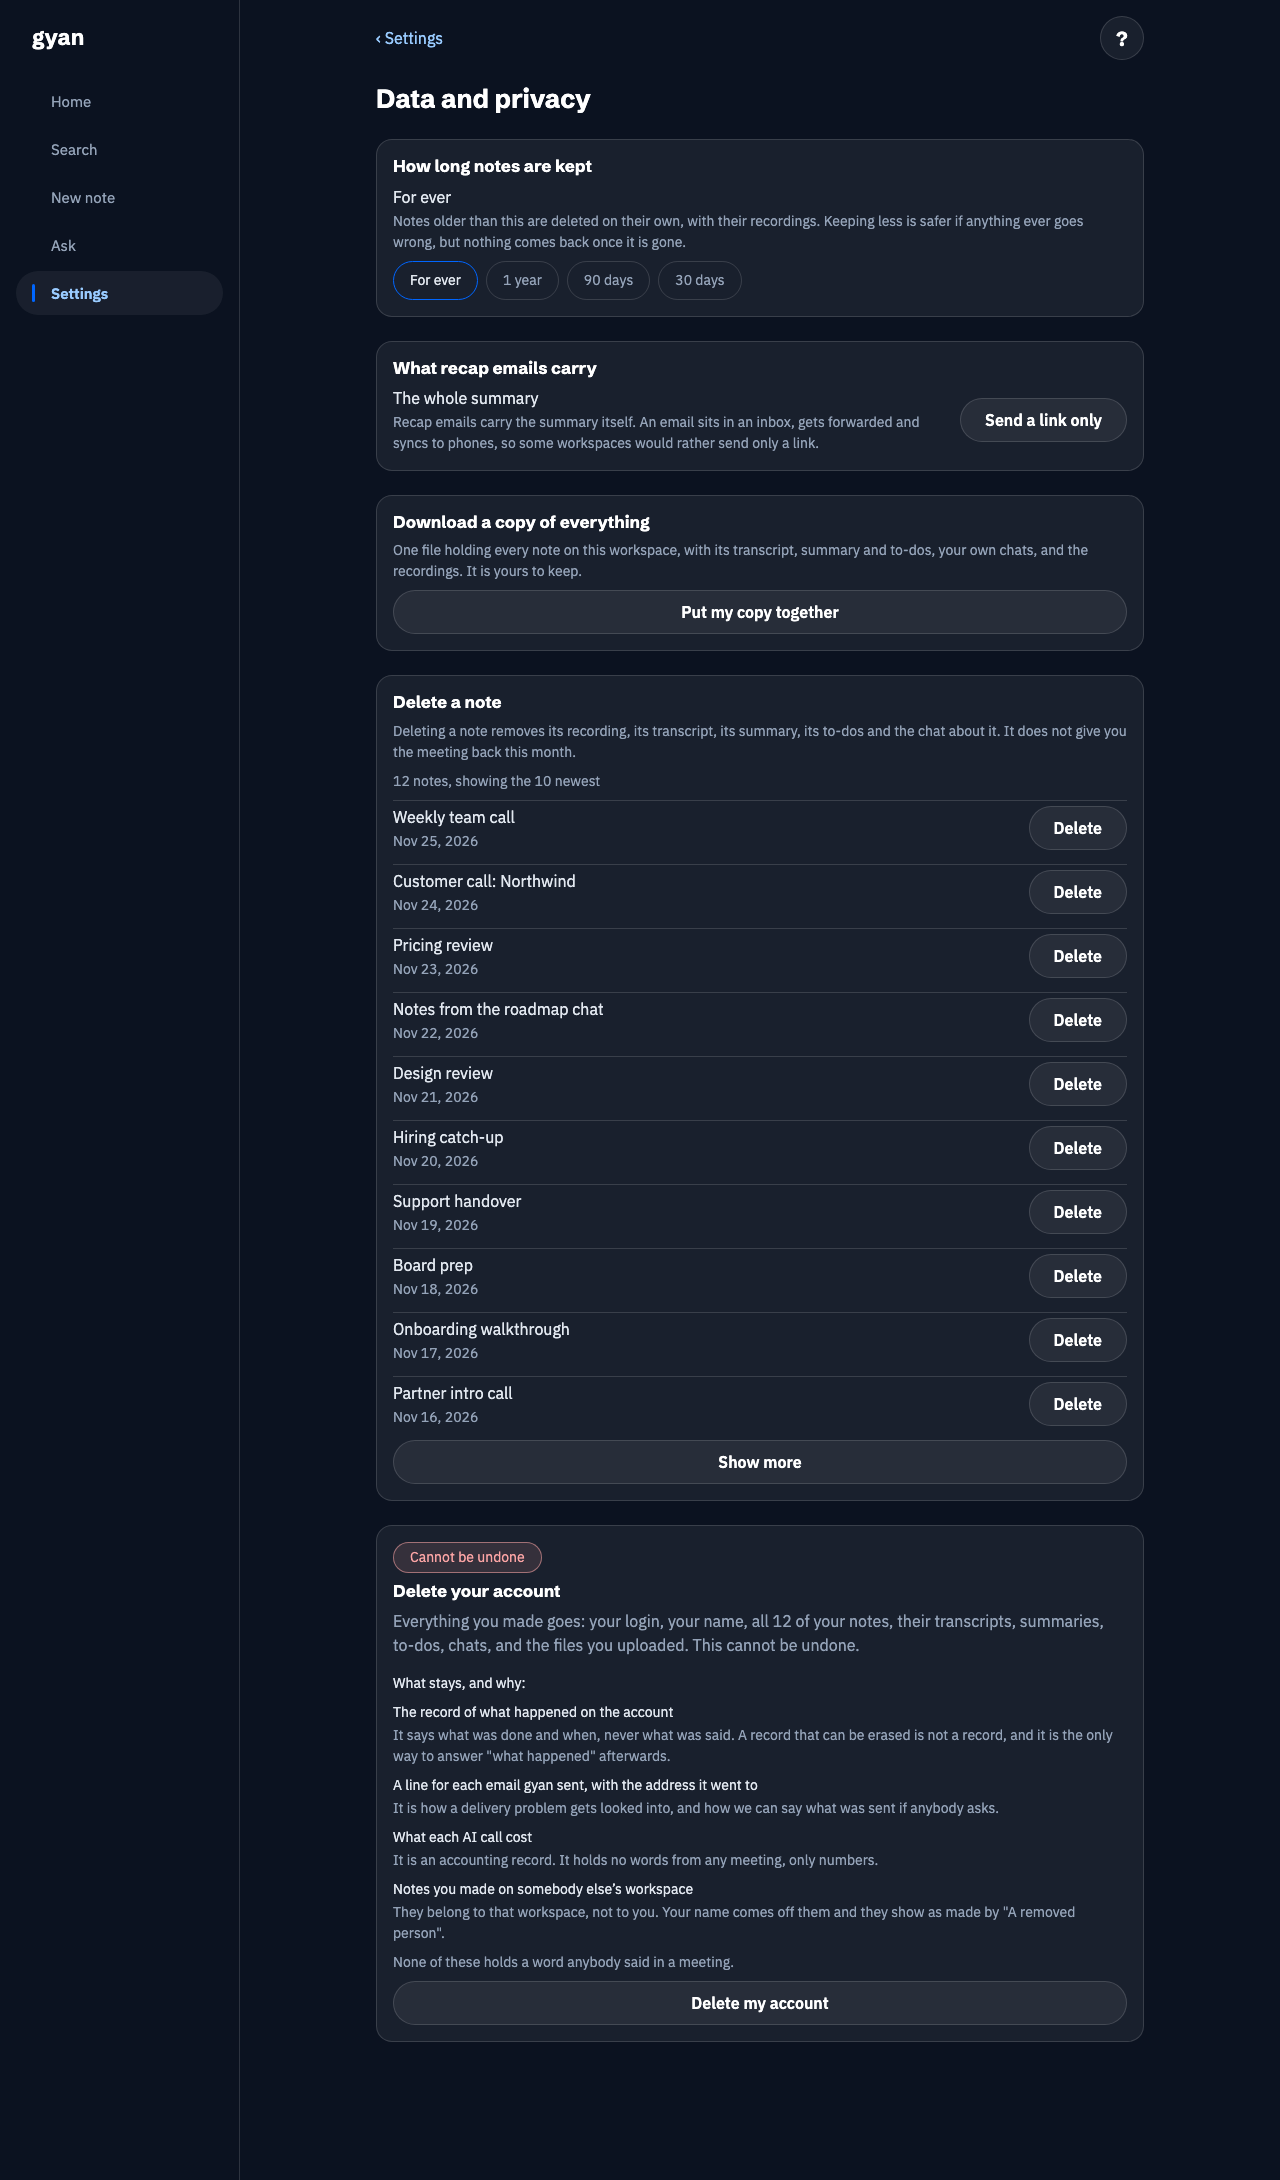 gyan
Home
Search
New note
Ask
Settings
‹ Settings
?
Data and privacy
How long notes are kept
For ever
Notes older than this are deleted on their own, with their recordings. Keeping less is safer if anything ever goes
wrong, but nothing comes back once it is gone.
For ever
1 year
90 days
30 days
What recap emails carry
The whole summary
Recap emails carry the summary itself. An email sits in an inbox, gets forwarded and
syncs to phones, so some workspaces would rather send only a link.
Send a link only
Download a copy of everything
One file holding every note on this workspace, with its transcript, summary and to-dos, your own chats, and the
recordings. It is yours to keep.
Put my copy together
Delete a note
Deleting a note removes its recording, its transcript, its summary, its to-dos and the chat about it. It does not give you
the meeting back this month.
12 notes, showing the 10 newest
Weekly team call
Nov 25, 2026
Delete
Customer call: Northwind
Nov 24, 2026
Delete
Pricing review
Nov 23, 2026
Delete
Notes from the roadmap chat
Nov 22, 2026
Delete
Design review
Nov 21, 2026
Delete
Hiring catch-up
Nov 20, 2026
Delete
Support handover
Nov 19, 2026
Delete
Board prep
Nov 18, 2026
Delete
Onboarding walkthrough
Nov 17, 2026
Delete
Partner intro call
Nov 16, 2026
Delete
Show more
Cannot be undone
Delete your account
Everything you made goes: your login, your name, all 12 of your notes, their transcripts, summaries,
to-dos, chats, and the files you uploaded. This cannot be undone.
What stays, and why:
The record of what happened on the account
It says what was done and when, never what was said. A record that can be erased is not a record, and it is the only
way to answer "what happened" afterwards.
A line for each email gyan sent, with the address it went to
It is how a delivery problem gets looked into, and how we can say what was sent if anybody asks.
What each AI call cost
It is an accounting record. It holds no words from any meeting, only numbers.
Notes you made on somebody else’s workspace
They belong to that workspace, not to you. Your name comes off them and they show as made by "A removed
person".
None of these holds a word anybody said in a meeting.
Delete my account